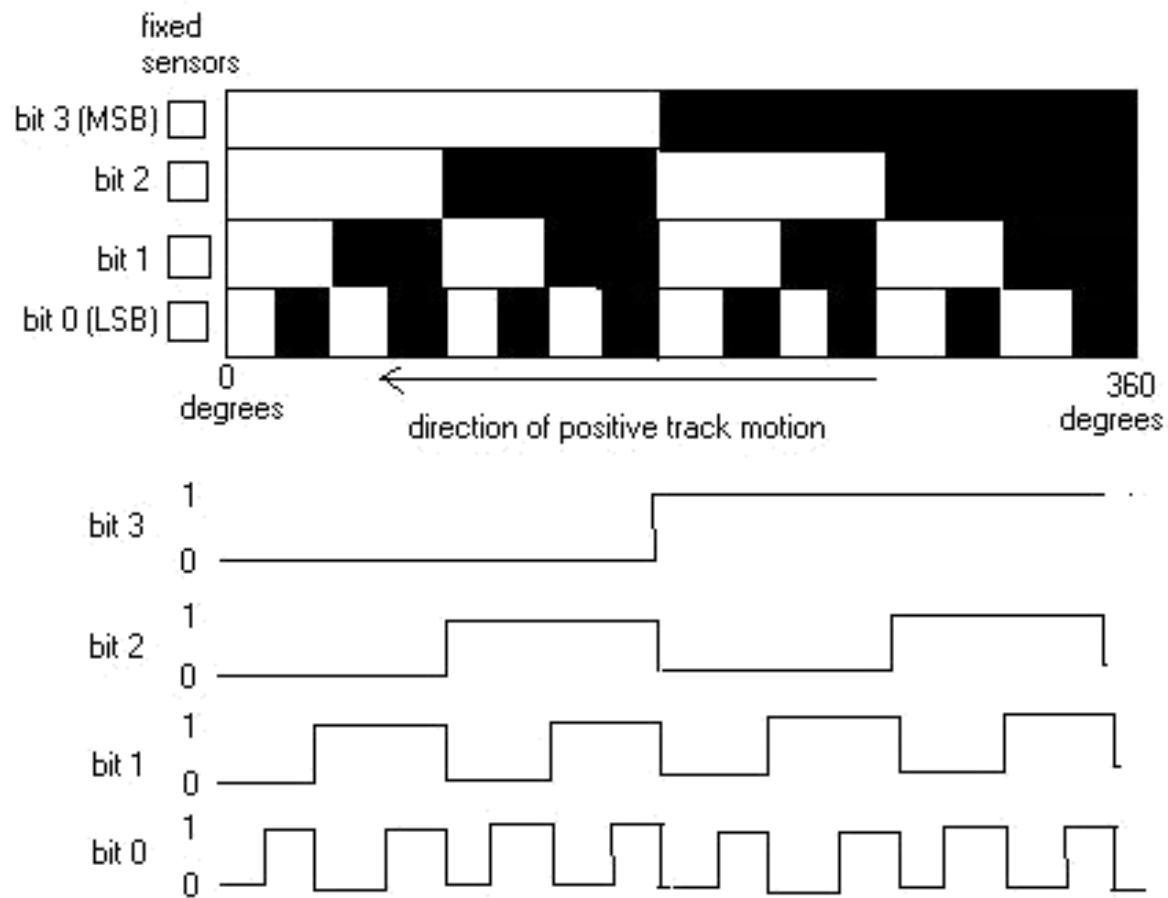 fixed
sensors
bit 3 (MSB)
bit 2
bit 1
bit 0 (LSB)
0
degrees
360
degrees
direction of positive track motion
1
bit 3
0
1
bit 2
0
1
bit 1
0
1
bit 0
0